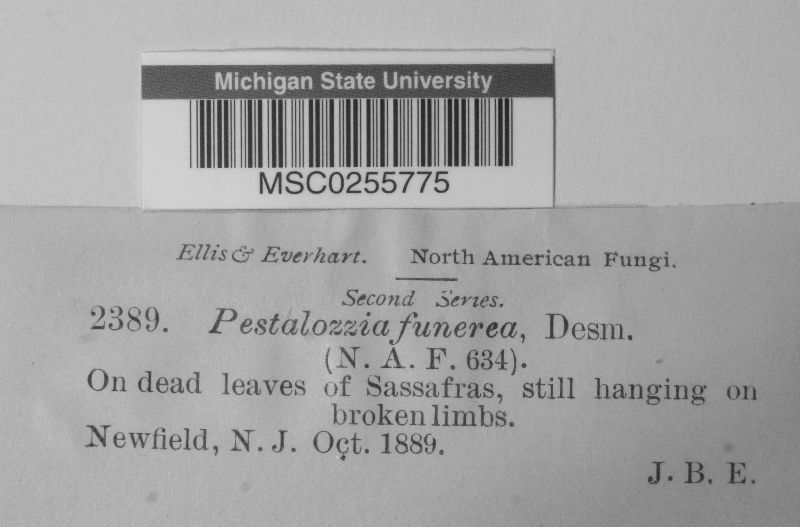 Michigan State University
MSC0255775
Ellis & Everhart. North American Fungi.
Second Series.
2389. Pestalozzia funerea, Desm.
(N. A. F. 634).
On dead leaves of Sassafras, still hanging on
broken limbs.
Newfield, N. J. Oct. 1889.
J. B. E.